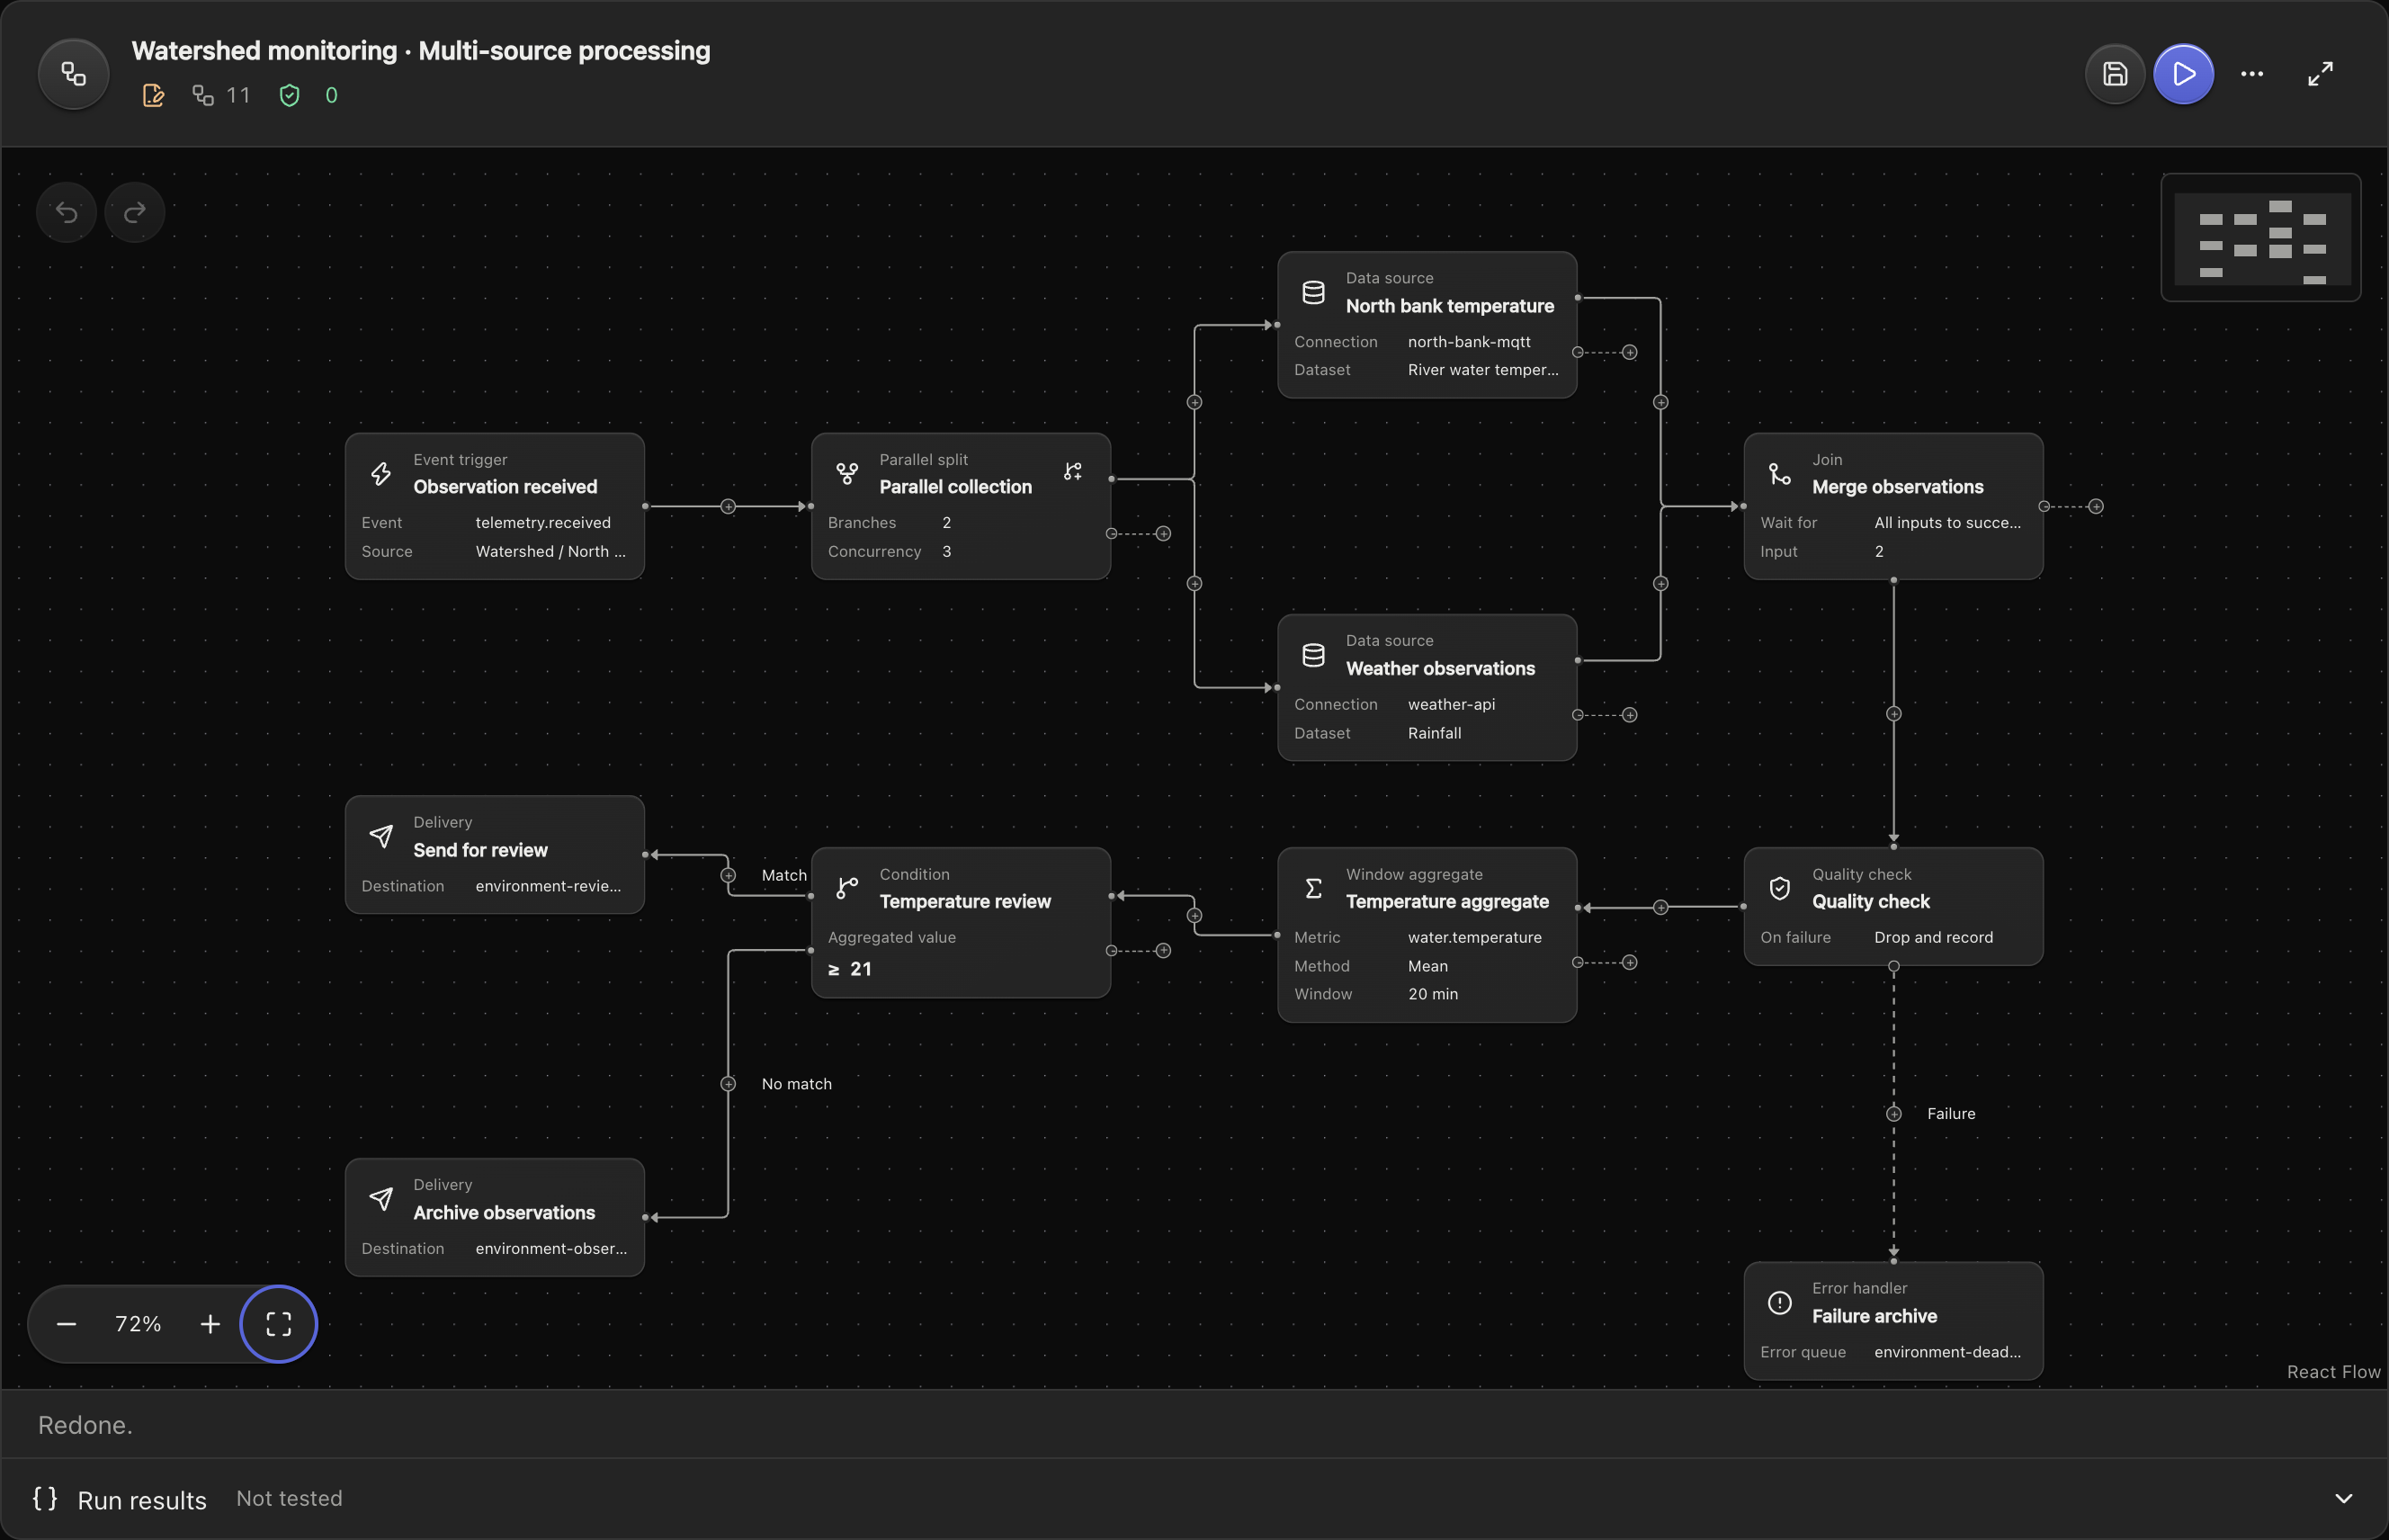 Watershed monitoring · Multi-source processing
11
0
Data source
North bank temperature
Connection north-bank-mqtt
Dataset River water temper...
Event trigger
Observation received
Event telemetry.received
Source Watershed / North ...
Parallel split
Parallel collection
Branches 2
Concurrency 3
Join
Merge observations
Wait for All inputs to succe...
Input 2
Data source
Weather observations
Connection weather-api
Dataset Rainfall
Delivery
Send for review
Destination environment-revie...
Match
Condition
Temperature review
Aggregated value
≥ 21
Window aggregate
Temperature aggregate
Metric water.temperature
Method Mean
Window 20 min
Quality check
Quality check
On failure Drop and record
No match
Failure
Delivery
Archive observations
Destination environment-obser...
Error handler
Failure archive
Error queue environment-dead...
72%
React Flow
Redone.
{} Run results Not tested